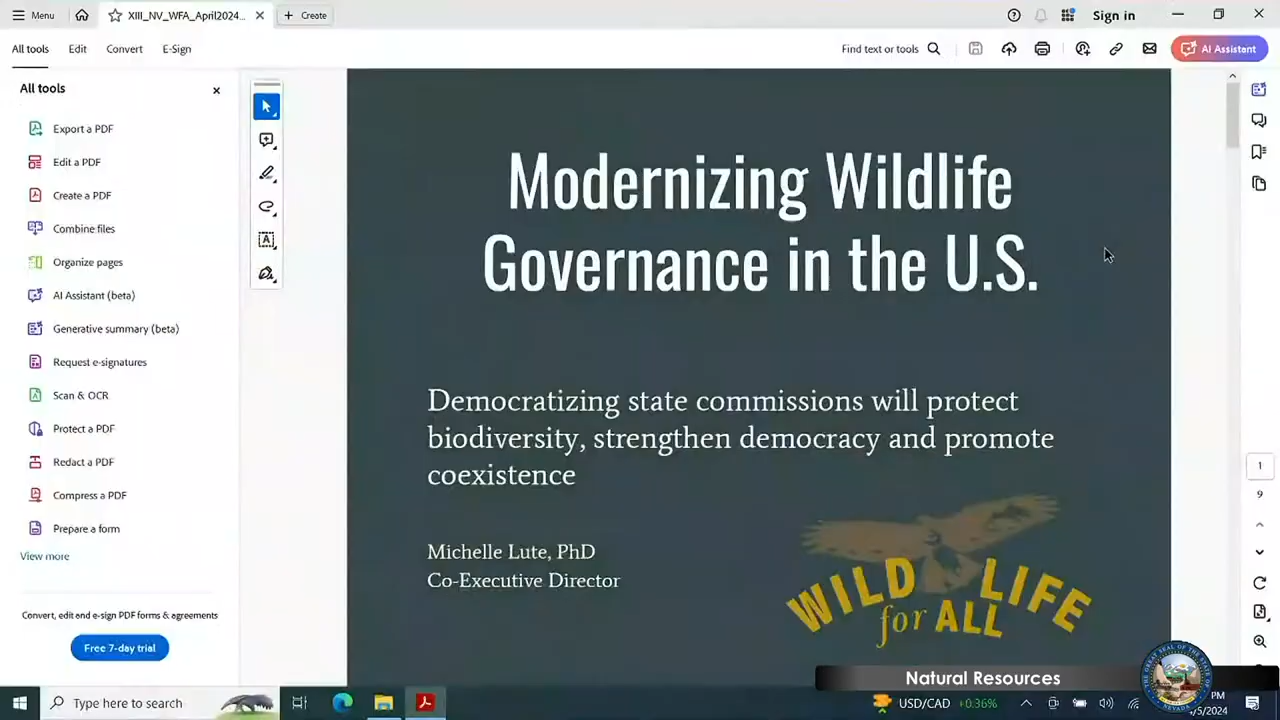 Menu
XIII_NV_WFA_April2024...
Create
Sign in
All tools
Edit
Convert
E-Sign
Find text or tools
AI Assistant
All tools
Export a PDF
Edit a PDF
Create a PDF
Combine files
Organize pages
AI Assistant (beta)
Generative summary (beta)
Request e-signatures
Scan & OCR
Protect a PDF
Redact a PDF
Compress a PDF
Prepare a form
View more
Convert, edit and e-sign PDF forms & agreements
Free 7-day trial
Modernizing Wildlife
Governance in the U.S.
Democratizing state commissions will protect
biodiversity, strengthen democracy and promote
coexistence
Michelle Lute, PhD
Co-Executive Director
WILDLIFE
for ALL
1
9
Natural Resources
Type here to search
USD/CAD +0.36%
PM
/5/2024